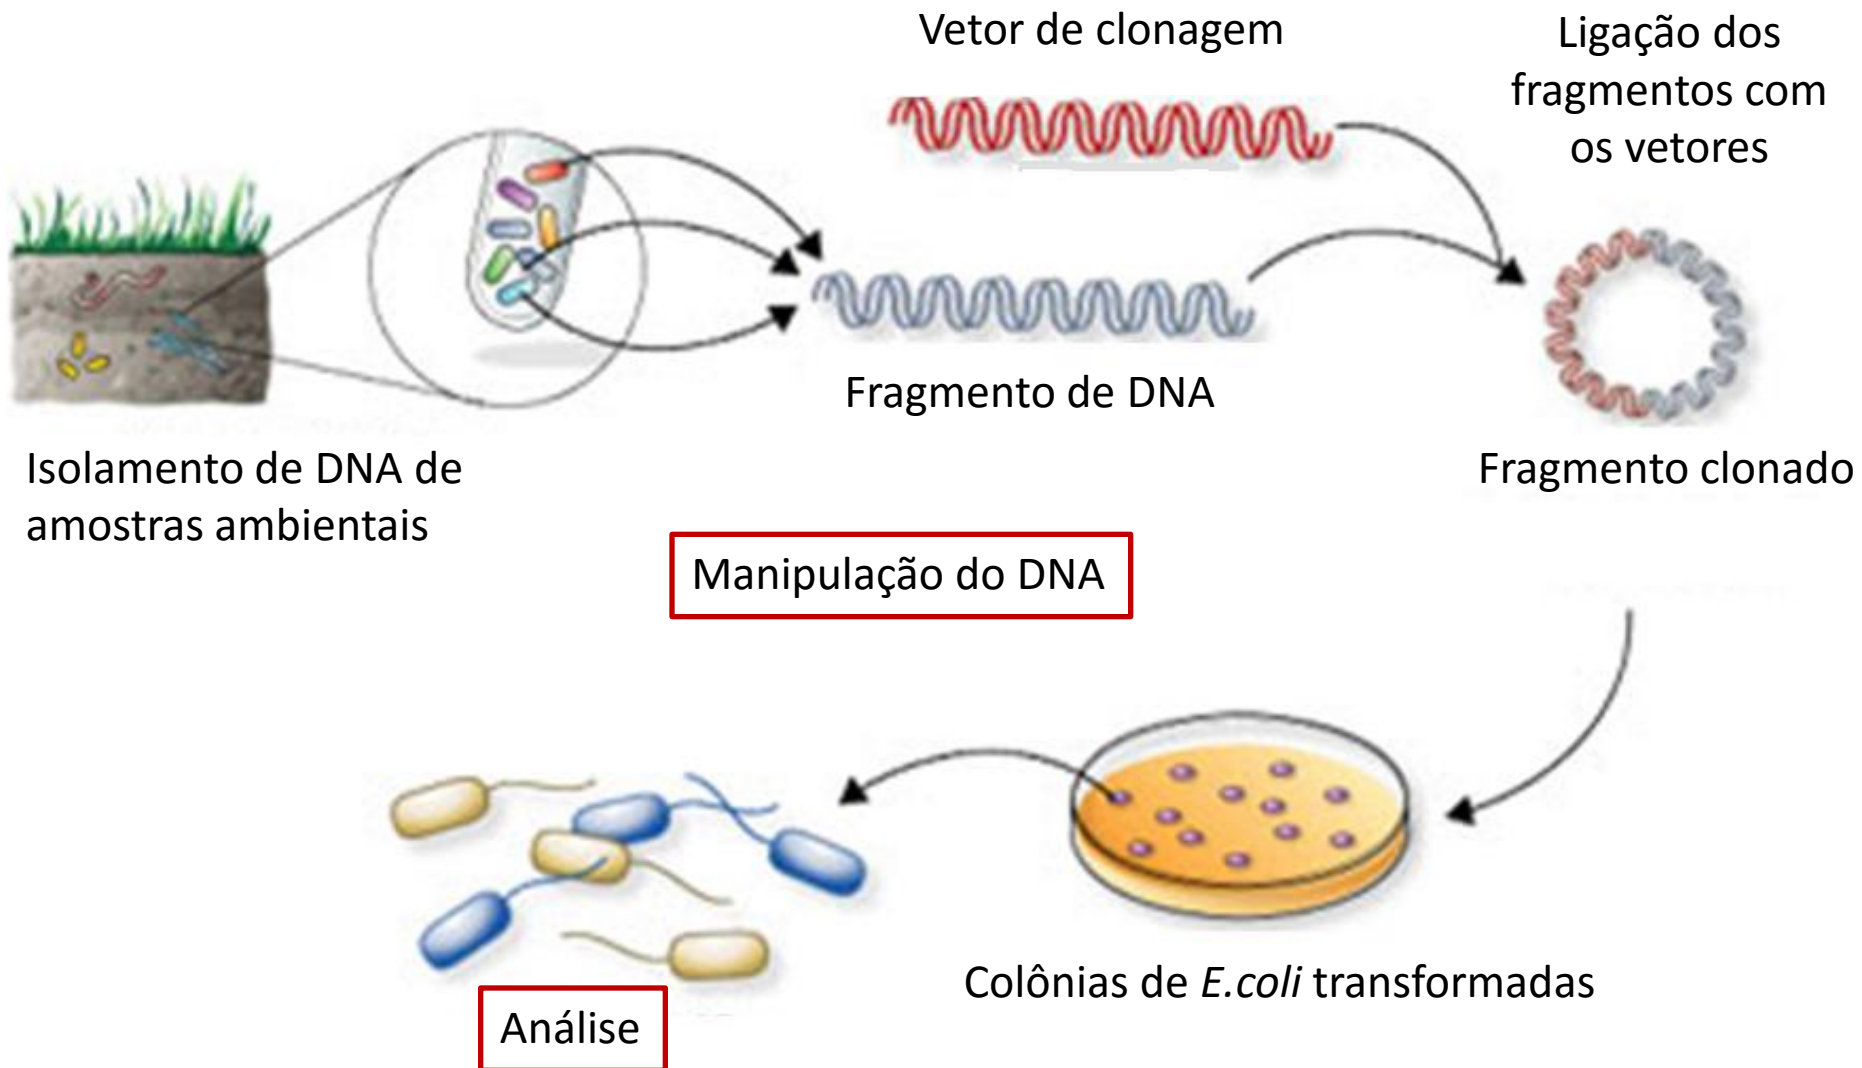 Vetor de clonagem
Ligação dos
fragmentos com
os vetores
Fragmento de DNA
Isolamento de DNA de
amostras ambientais
Fragmento clonado
Manipulação do DNA
Colônias de E.coli transformadas
Análise